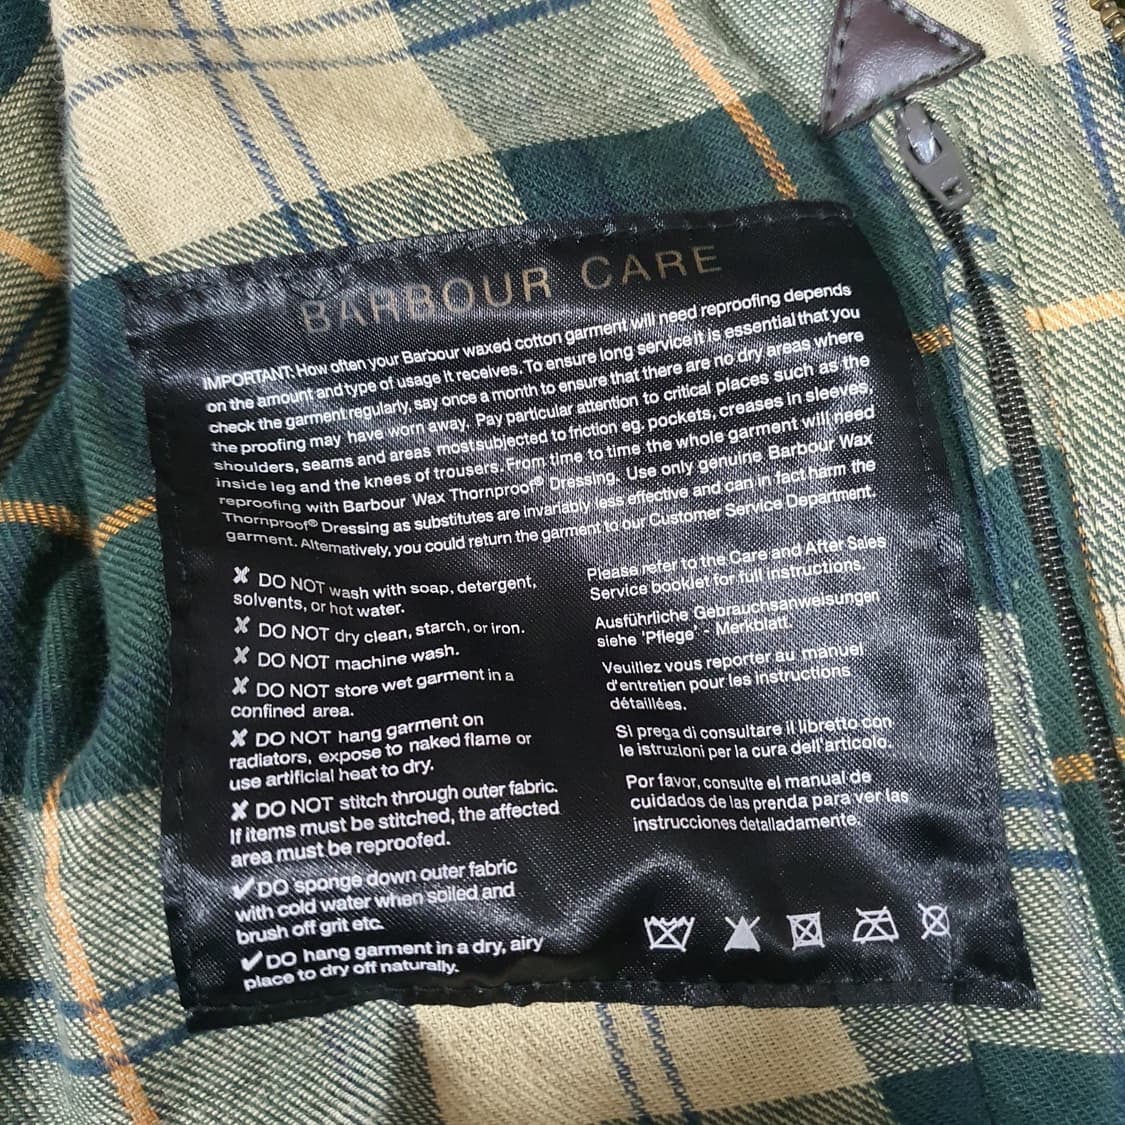 BARBOUR CARE
IMPORTANT: How often your Barbour waxed cotton garment will need reproofing depends
on the amount and type of usage it receives. To ensure long service it is essential that you
check the garment regularly, say once a month to ensure that there are no dry areas where
the proofing may have worn away. Pay particular attention to critical places such as the
shoulders, seams and areas most subjected to friction eg. pockets, creases in sleeves,
inside leg and the knees of trousers. From time to time the whole garment will need
reproofing with Barbour Wax Thornproof® Dressing. Use only genuine Barbour Wax
Thornproof® Dressing as substitutes are invariably less effective and can in fact harm the
garment. Alternatively, you could return the garment to our Customer Service Department.
✘ DO NOT wash with soap, detergent,
solvents, or hot water.
✘ DO NOT dry clean, starch, or iron.
✘ DO NOT machine wash.
✘ DO NOT store wet garment in a
confined area.
✘ DO NOT hang garment on
radiators, expose to naked flame or
use artificial heat to dry.
✘ DO NOT stitch through outer fabric.
If items must be stitched, the affected
area must be reproofed.
✔ DO sponge down outer fabric
with cold water when soiled and
brush off grit etc.
✔ DO hang garment in a dry, airy
place to dry off naturally.
Please refer to the Care and After Sales
Service booklet for full instructions.
Ausführliche Gebrauchsanweisungen
siehe 'Pflege' - Merkblatt.
Veuillez vous reporter au manuel
d'entretien pour les instructions
détaillées.
Si prega di consultare il libretto con
le istruzioni per la cura dell'articolo.
Por favor, consulte el manual de
cuidados de las prenda para ver las
instrucciones detalladamente.